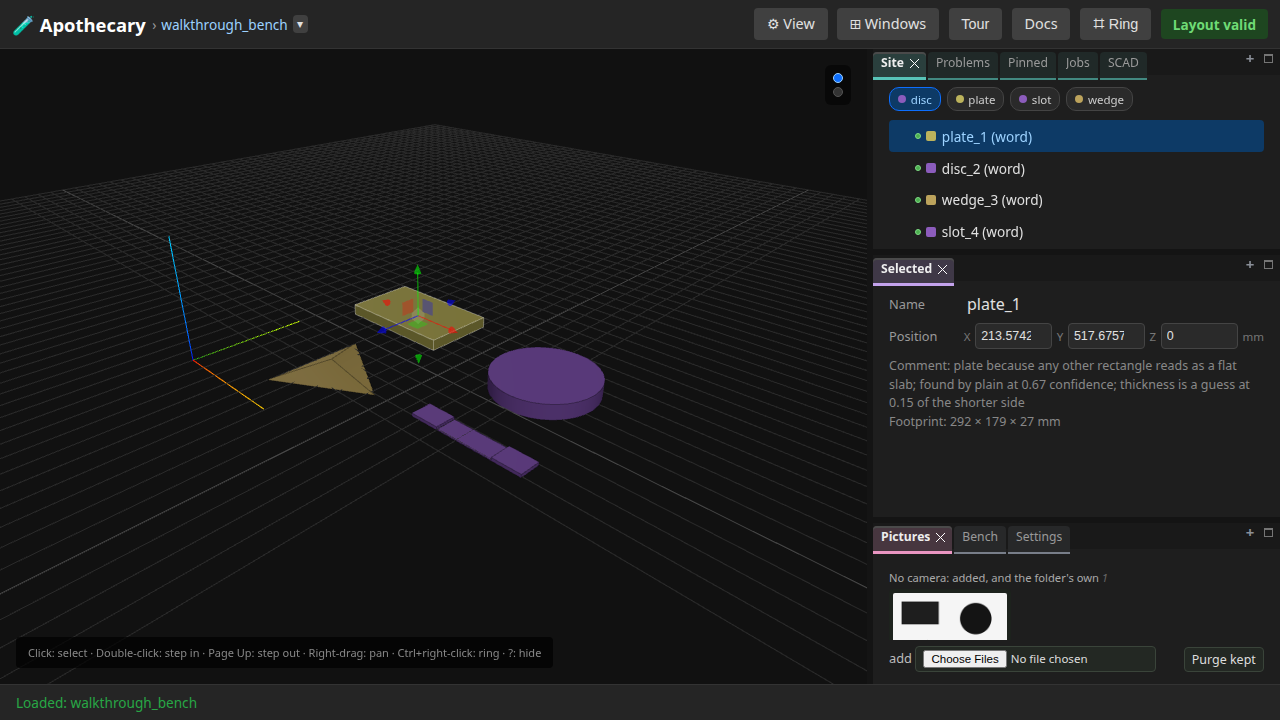 Apothecary › walkthrough_bench ▾
⚙ View
⊞ Windows
Tour
Docs
⌗ Ring
Layout valid
Site
Problems
Pinned
Jobs
SCAD
disc
plate
slot
wedge
plate_1 (word)
disc_2 (word)
wedge_3 (word)
slot_4 (word)
Selected
Name plate_1
Position X 213.5742 Y 517.6757 Z 0 mm
Comment: plate because any other rectangle reads as a flat
slab; found by plain at 0.67 confidence; thickness is a guess at
0.15 of the shorter side
Footprint: 292 × 179 × 27 mm
Pictures
Bench
Settings
No camera: added, and the folder's own 1
add Choose Files No file chosen
Purge kept
Click: select · Double-click: step in · Page Up: step out · Right-drag: pan · Ctrl+right-click: ring · ?: hide
Loaded: walkthrough_bench